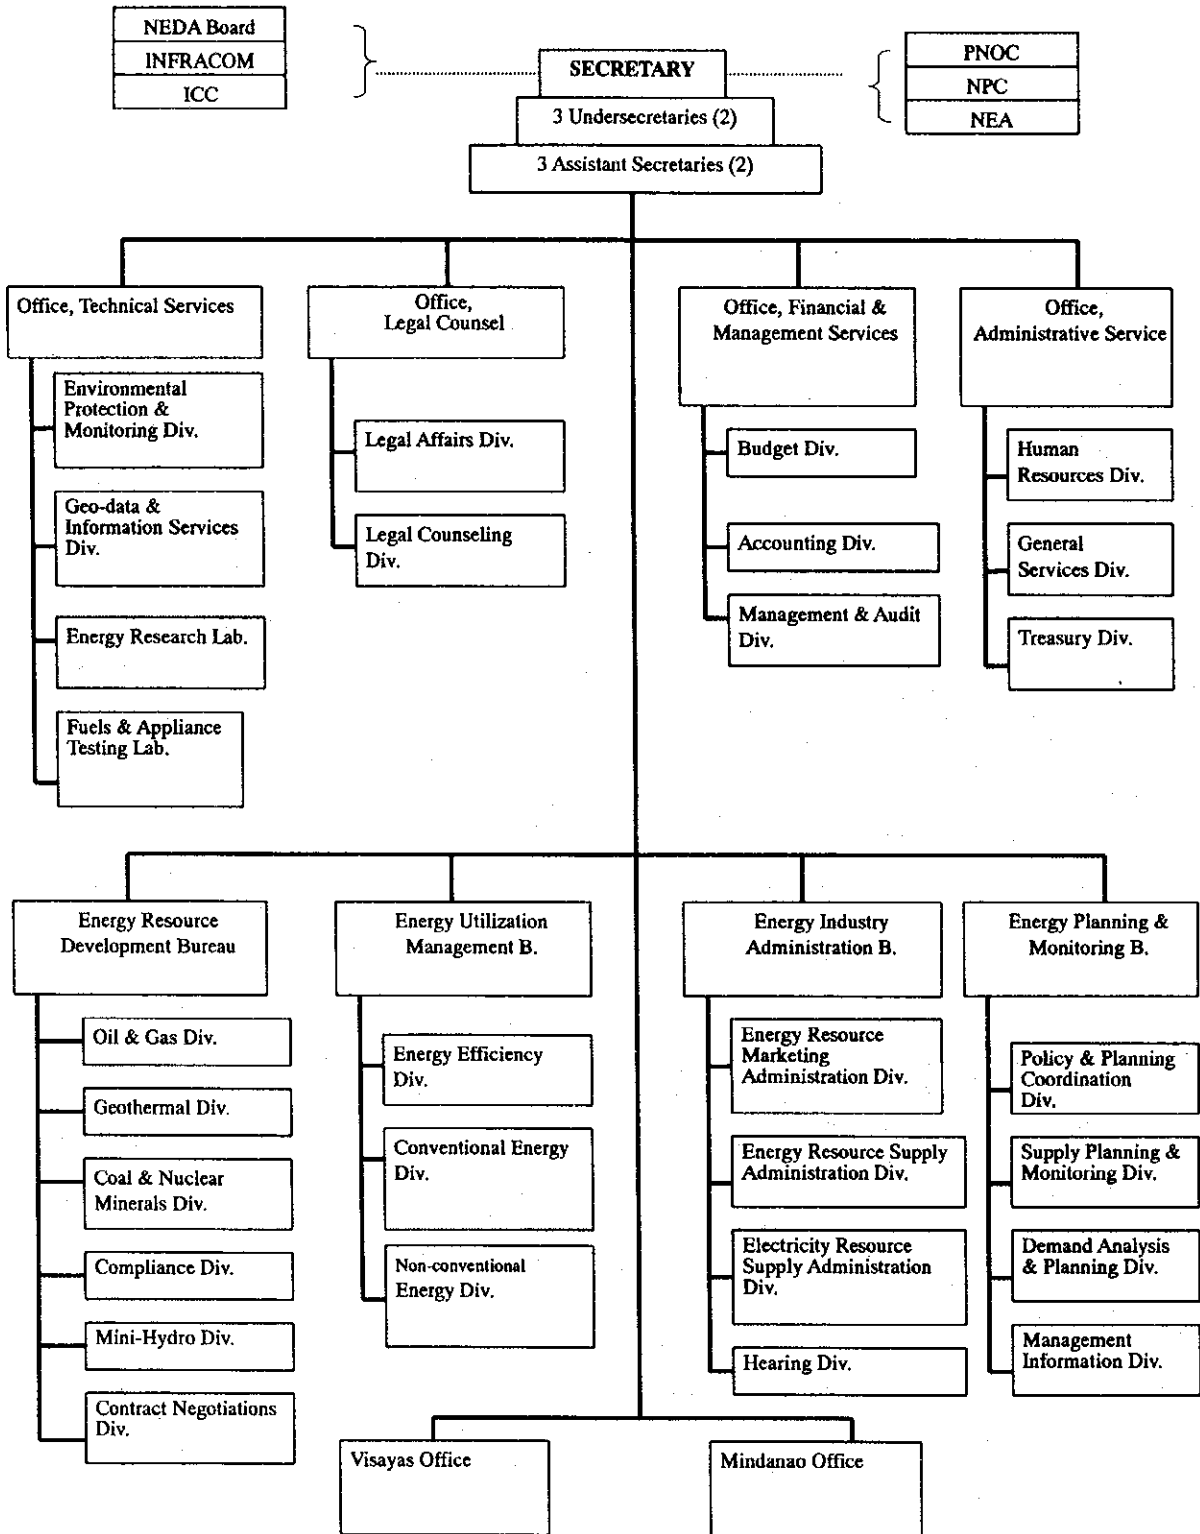 NEDA Board
INFRACOM
ICC
SECRETARY
3 Undersecretaries (2)
3 Assistant Secretaries (2)
PNOC
NPC
NEA
Office, Technical Services
Environmental
Protection &
Monitoring Div.
Geo-data &
Information Services
Div.
Energy Research Lab.
Fuels & Appliance
Testing Lab.
Office,
Legal Counsel
Legal Affairs Div.
Legal Counseling
Div.
Office, Financial &
Management Services
Budget Div.
Accounting Div.
Management & Audit
Div.
Office,
Administrative Service
Human
Resources Div.
General
Services Div.
Treasury Div.
Energy Resource
Development Bureau
Oil & Gas Div.
Geothermal Div.
Coal & Nuclear
Minerals Div.
Compliance Div.
Mini-Hydro Div.
Contract Negotiations
Div.
Energy Utilization
Management B.
Energy Efficiency
Div.
Conventional Energy
Div.
Non-conventional
Energy Div.
Energy Industry
Administration B.
Energy Resource
Marketing
Administration Div.
Energy Resource Supply
Administration Div.
Electricity Resource
Supply Administration
Div.
Hearing Div.
Energy Planning &
Monitoring B.
Policy & Planning
Coordination
Div.
Supply Planning &
Monitoring Div.
Demand Analysis
& Planning Div.
Management
Information Div.
Visayas Office
Mindanao Office